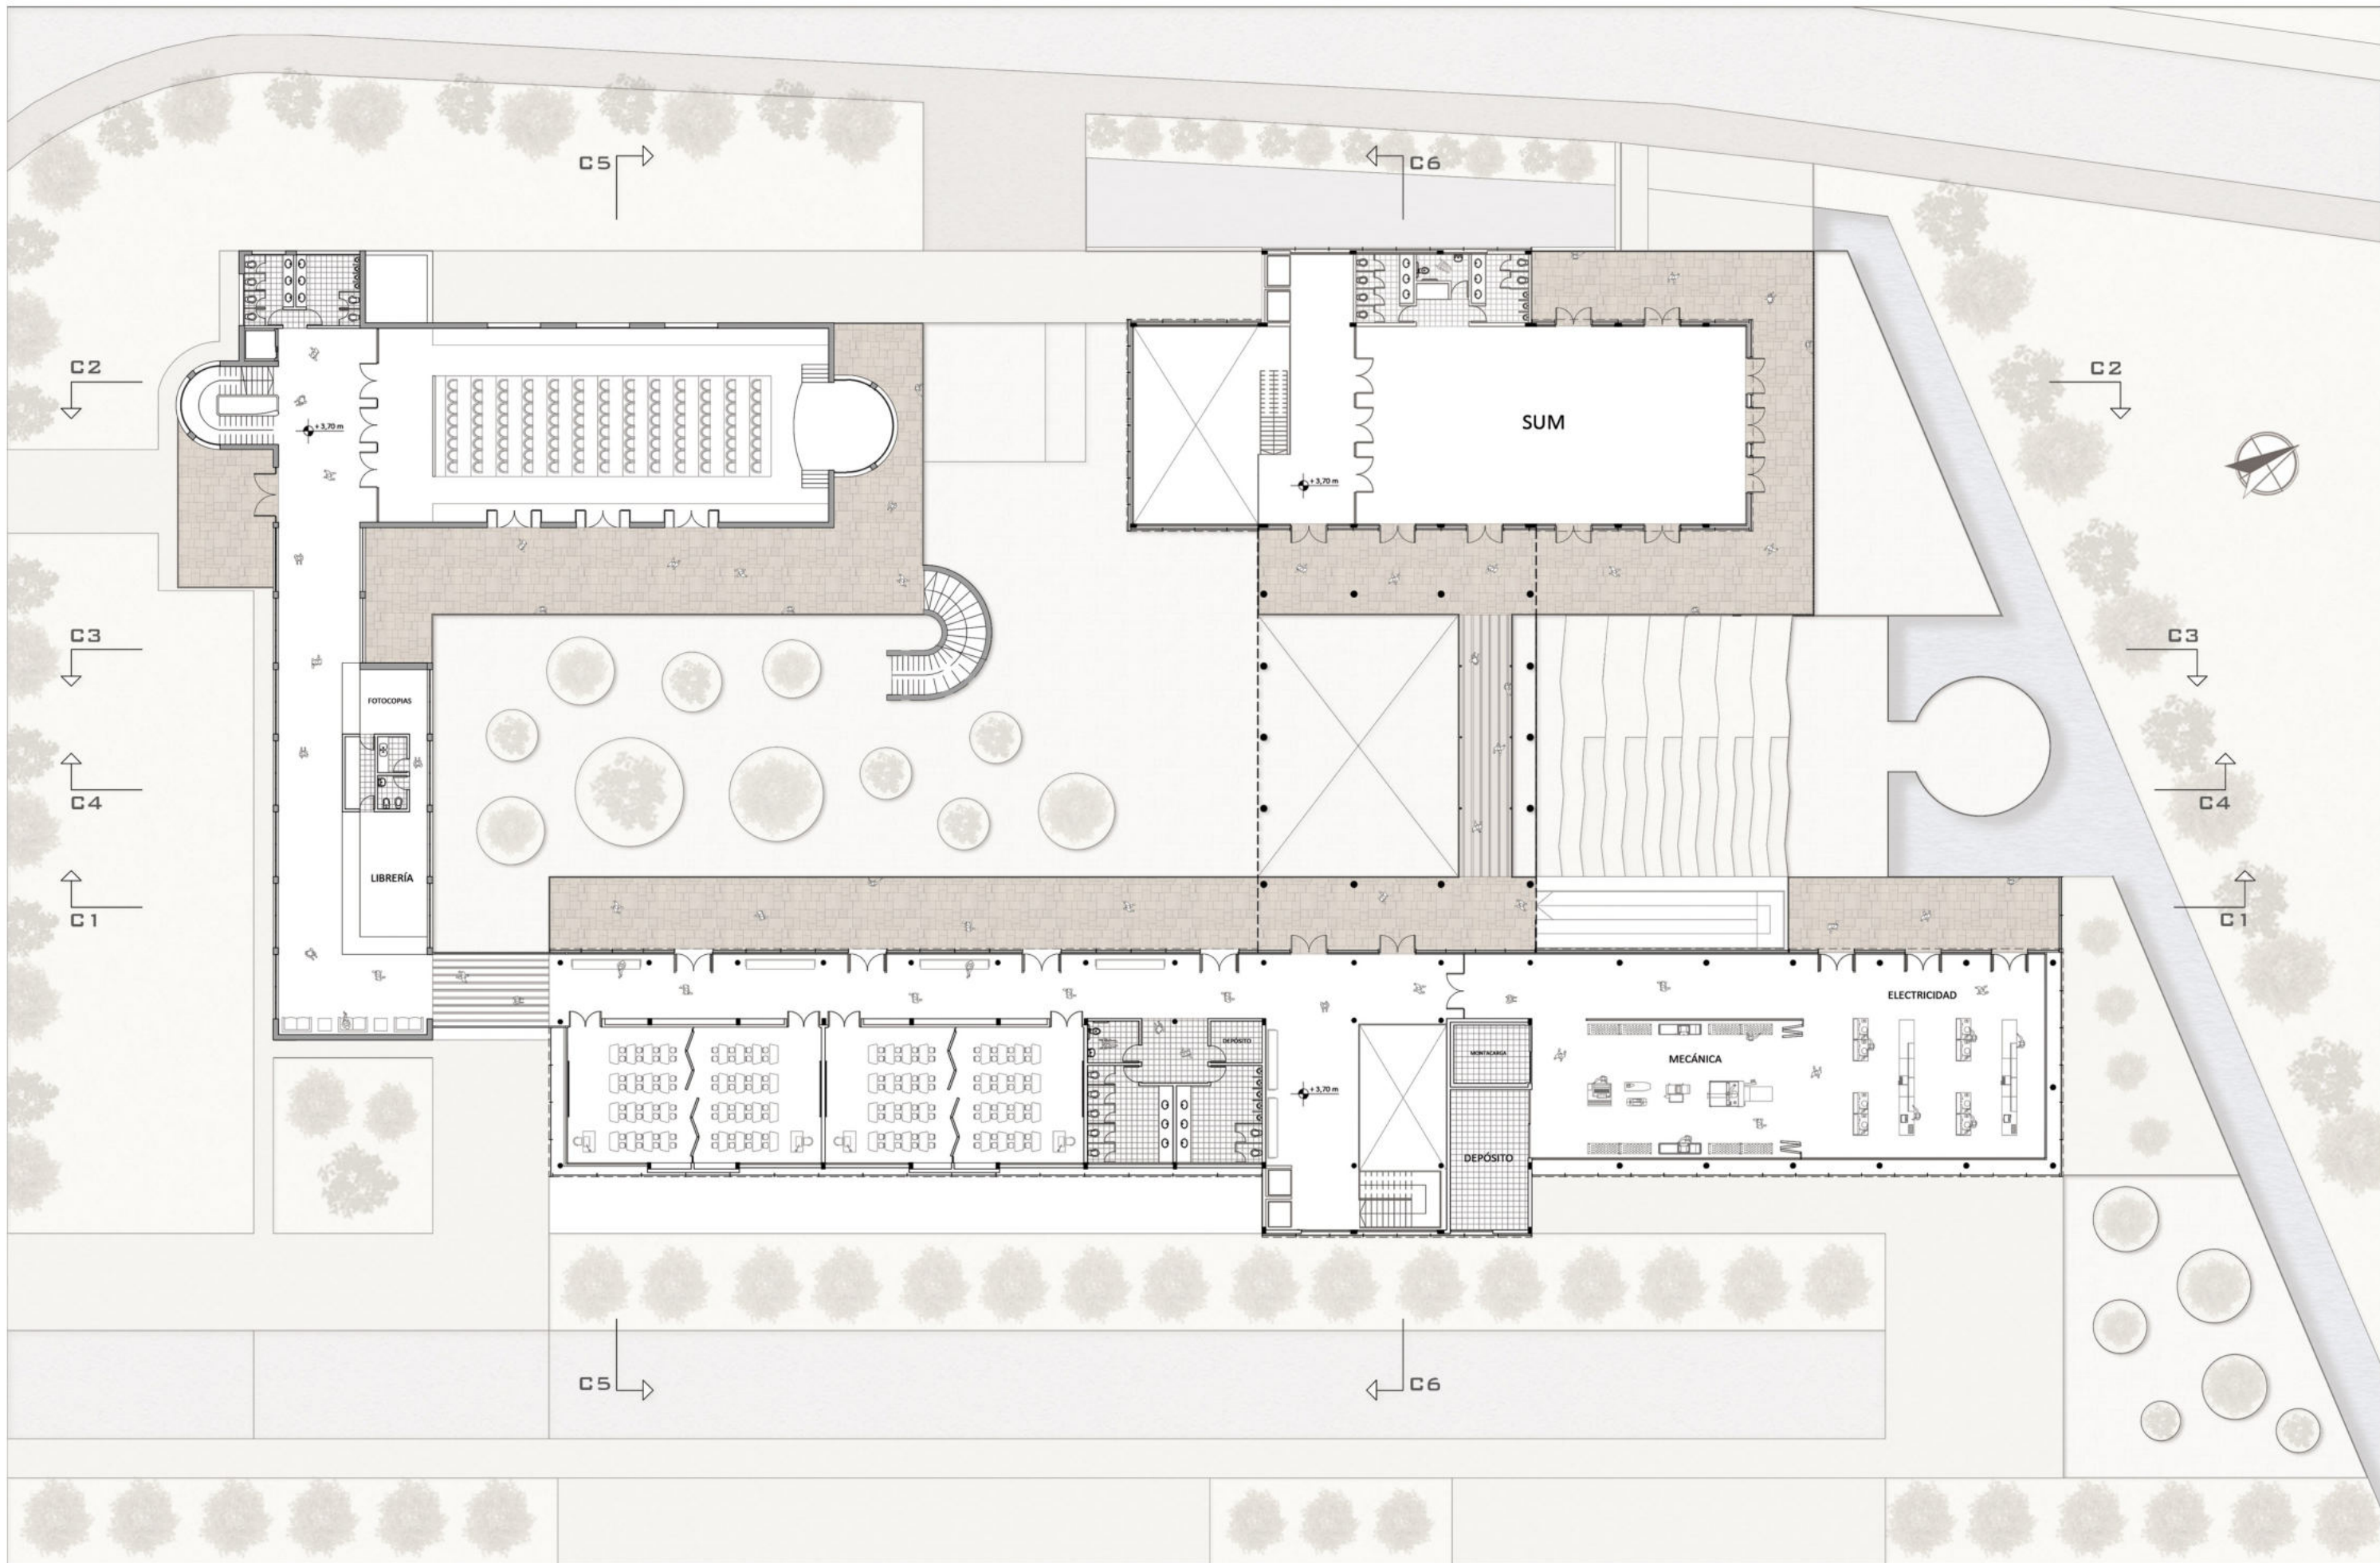 C5
C6
C2
C2
+3,70 m
SUM
+3,70 m
C3
C3
FOTOCOPIAS
C4
C4
LIBRERÍA
C1
C1
ELECTRICIDAD
DEPÓSITO
MONTACARGA
MECÁNICA
+3,70 m
DEPÓSITO
C5
C6